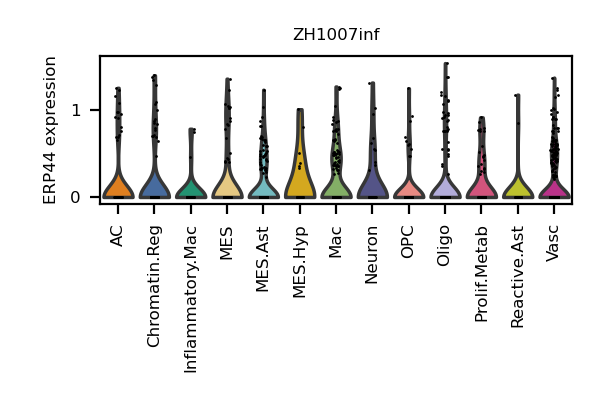 ZH1007inf
ERP44 expression
1
0
AC
Chromatin.Reg
Inflammatory.Mac
MES
MES.Ast
MES.Hyp
Mac
Neuron
OPC
Oligo
Prolif.Metab
Reactive.Ast
Vasc